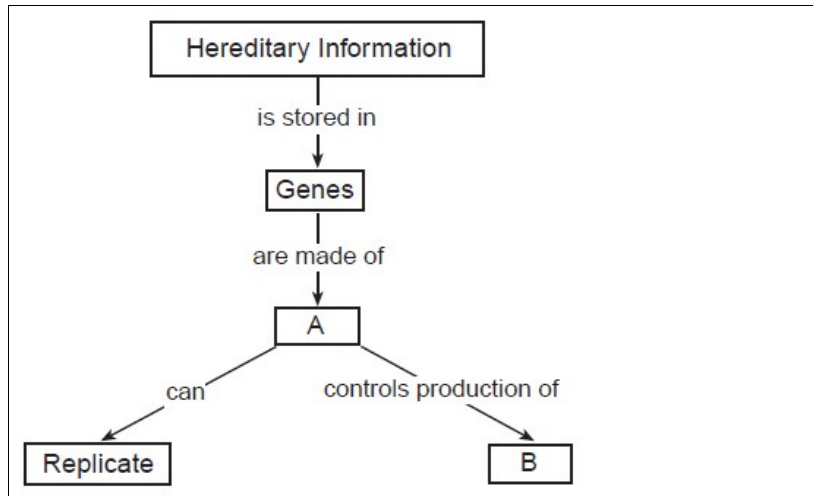 Hereditary Information
is stored in
Genes
are made of
A
can
controls production of
Replicate
B